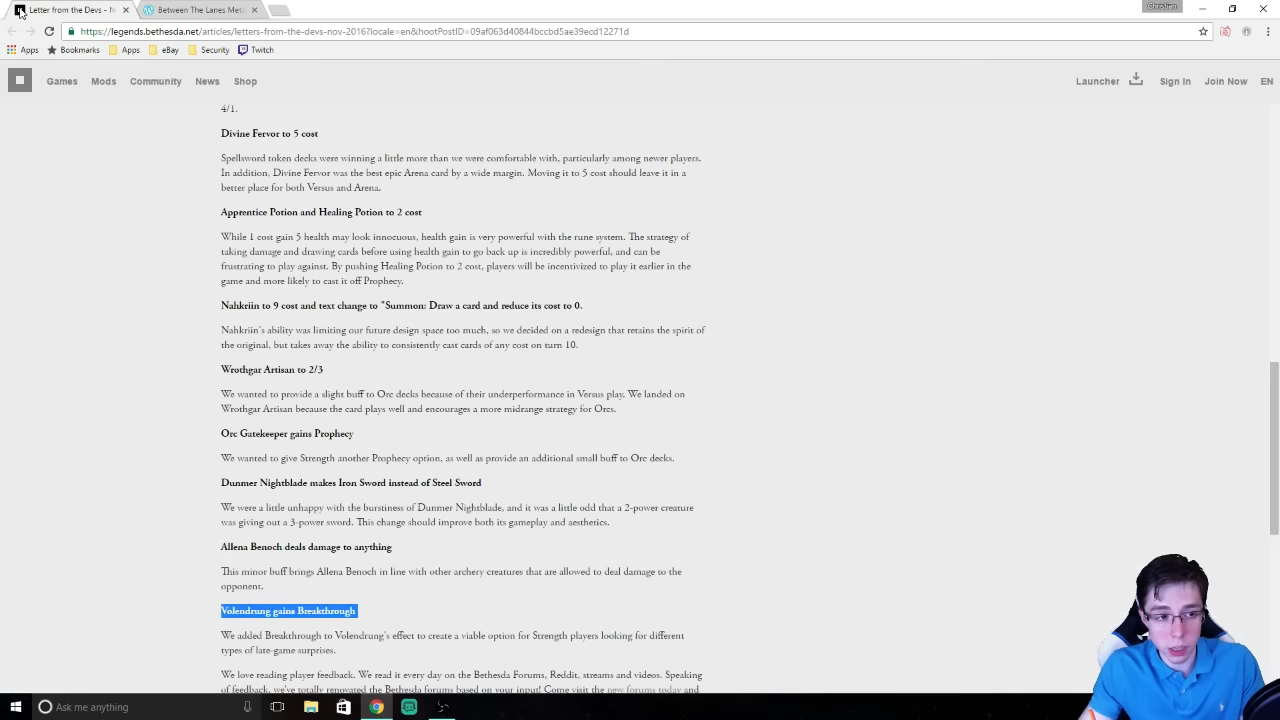 Letter from the Devs - N
Between The Lanes Meta
Christian
https://legends.bethesda.net/articles/letters-from-the-devs-nov-2016?locale=en&hootPostID=09af063d40844bccbd5ae39ecd12271d
Apps Bookmarks Apps eBay Security Twitch
Games Mods Community News Shop Launcher Sign In Join Now EN
4/1.
Divine Fervor to 5 cost
Spellsword token decks were winning a little more than we were comfortable with, particularly among newer players.
In addition, Divine Fervor was the best epic Arena card by a wide margin. Moving it to 5 cost should leave it in a
better place for both Versus and Arena.
Apprentice Potion and Healing Potion to 2 cost
While 1 cost gain 5 health may look innocuous, health gain is very powerful with the rune system. The strategy of
taking damage and drawing cards before using health gain to go back up is incredibly powerful, and can be
frustrating to play against. By pushing Healing Potion to 2 cost, players will be incentivized to play it earlier in the
game and more likely to cast it off Prophecy.
Nahkriin to 9 cost and text change to "Summon: Draw a card and reduce its cost to 0.
Nahkriin's ability was limiting our future design space too much, so we decided on a redesign that retains the spirit of
the original, but takes away the ability to consistently cast cards of any cost on turn 10.
Wrothgar Artisan to 2/3
We wanted to provide a slight buff to Orc decks because of their underperformance in Versus play. We landed on
Wrothgar Artisan because the card plays well and encourages a more midrange strategy for Orcs.
Orc Gatekeeper gains Prophecy
We wanted to give Strength another Prophecy option, as well as provide an additional small buff to Orc decks.
Dunmer Nightblade makes Iron Sword instead of Steel Sword
We were a little unhappy with the burstiness of Dunmer Nightblade, and it was a little odd that a 2-power creature
was giving out a 3-power sword. This change should improve both its gameplay and aesthetics.
Allena Benoch deals damage to anything
This minor buff brings Allena Benoch in line with other archery creatures that are allowed to deal damage to the
opponent.
Volendrung gains Breakthrough
We added Breakthrough to Volendrung's effect to create a viable option for Strength players looking for different
types of late-game surprises.
We love reading player feedback. We read it every day on the Bethesda Forums, Reddit, streams and videos. Speaking
of feedback, we've totally renovated the Bethesda forums based on your input! Come visit the new forums today and
Ask me anything